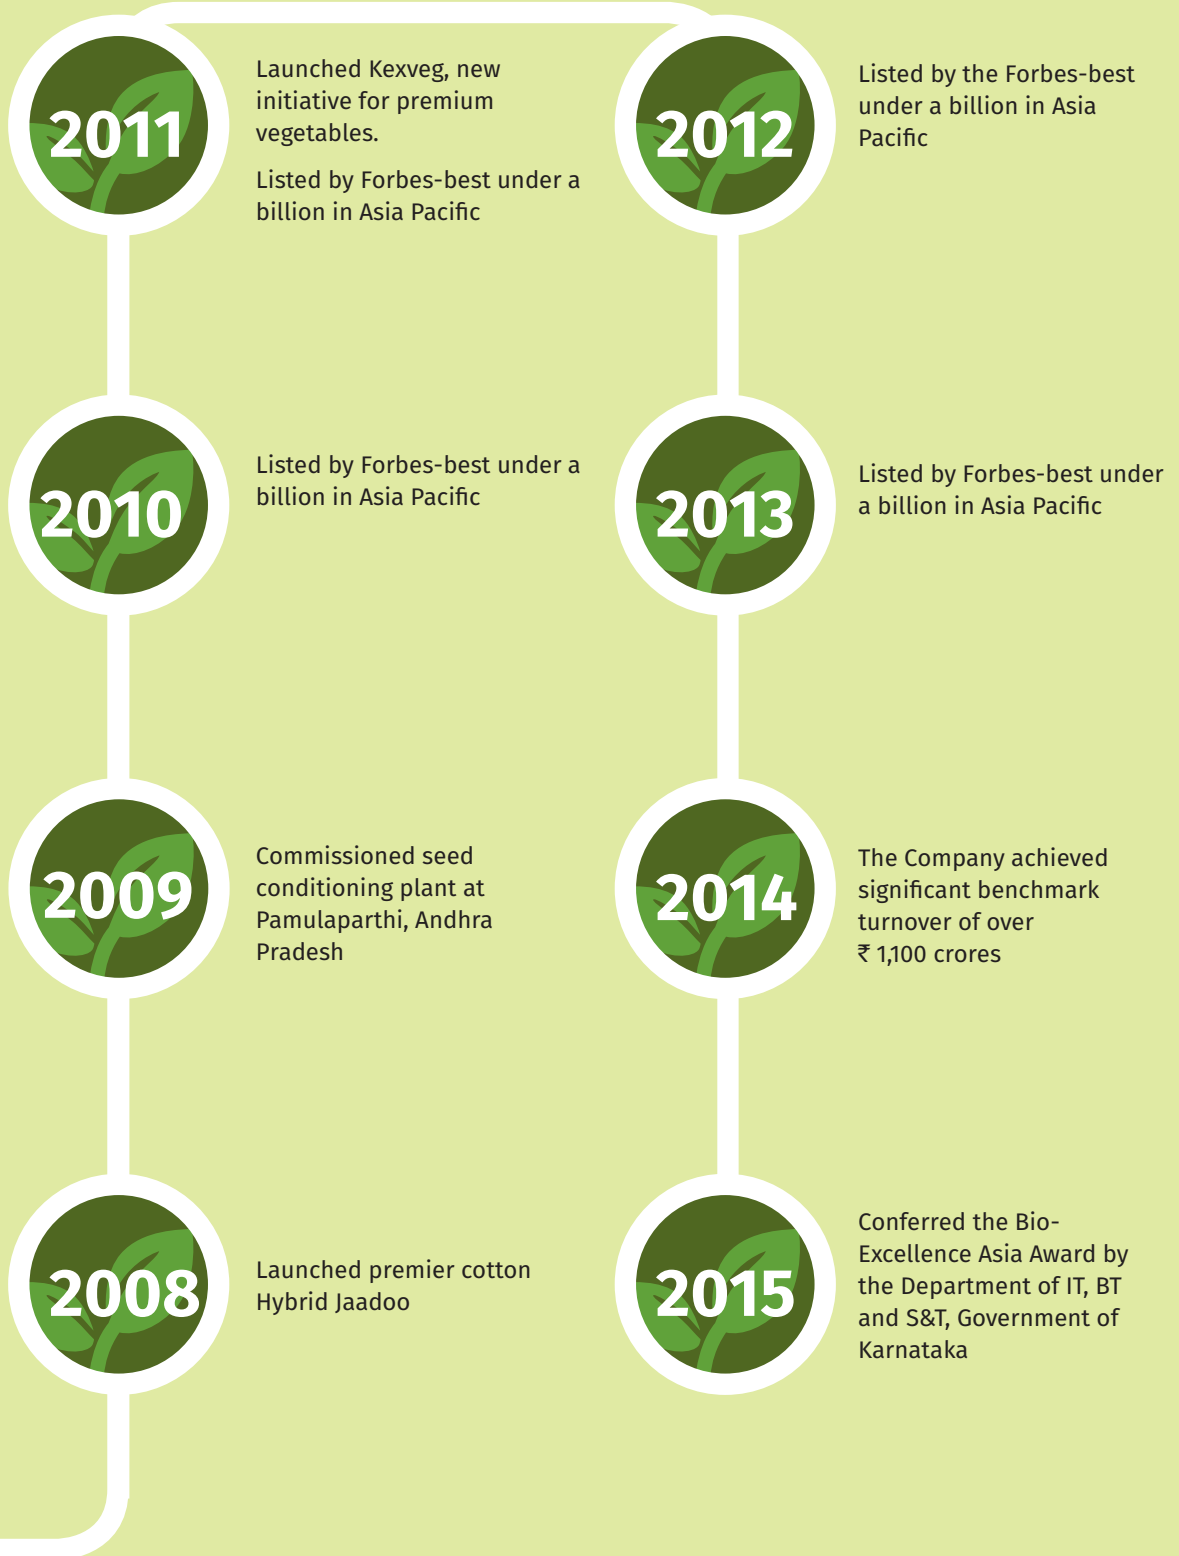 2011
Launched Kexveg, new
initiative for premium
vegetables.
Listed by Forbes-best under a
billion in Asia Pacific
2010
Listed by Forbes-best under a
billion in Asia Pacific
2009
Commissioned seed
conditioning plant at
Pamulaparthi, Andhra
Pradesh
2008
Launched premier cotton
Hybrid Jaadoo
2012
Listed by the Forbes-best
under a billion in Asia
Pacific
2013
Listed by Forbes-best under
a billion in Asia Pacific
2014
The Company achieved
significant benchmark
turnover of over
₹ 1,100 crores
2015
Conferred the Bio-
Excellence Asia Award by
the Department of IT, BT
and S&T, Government of
Karnataka